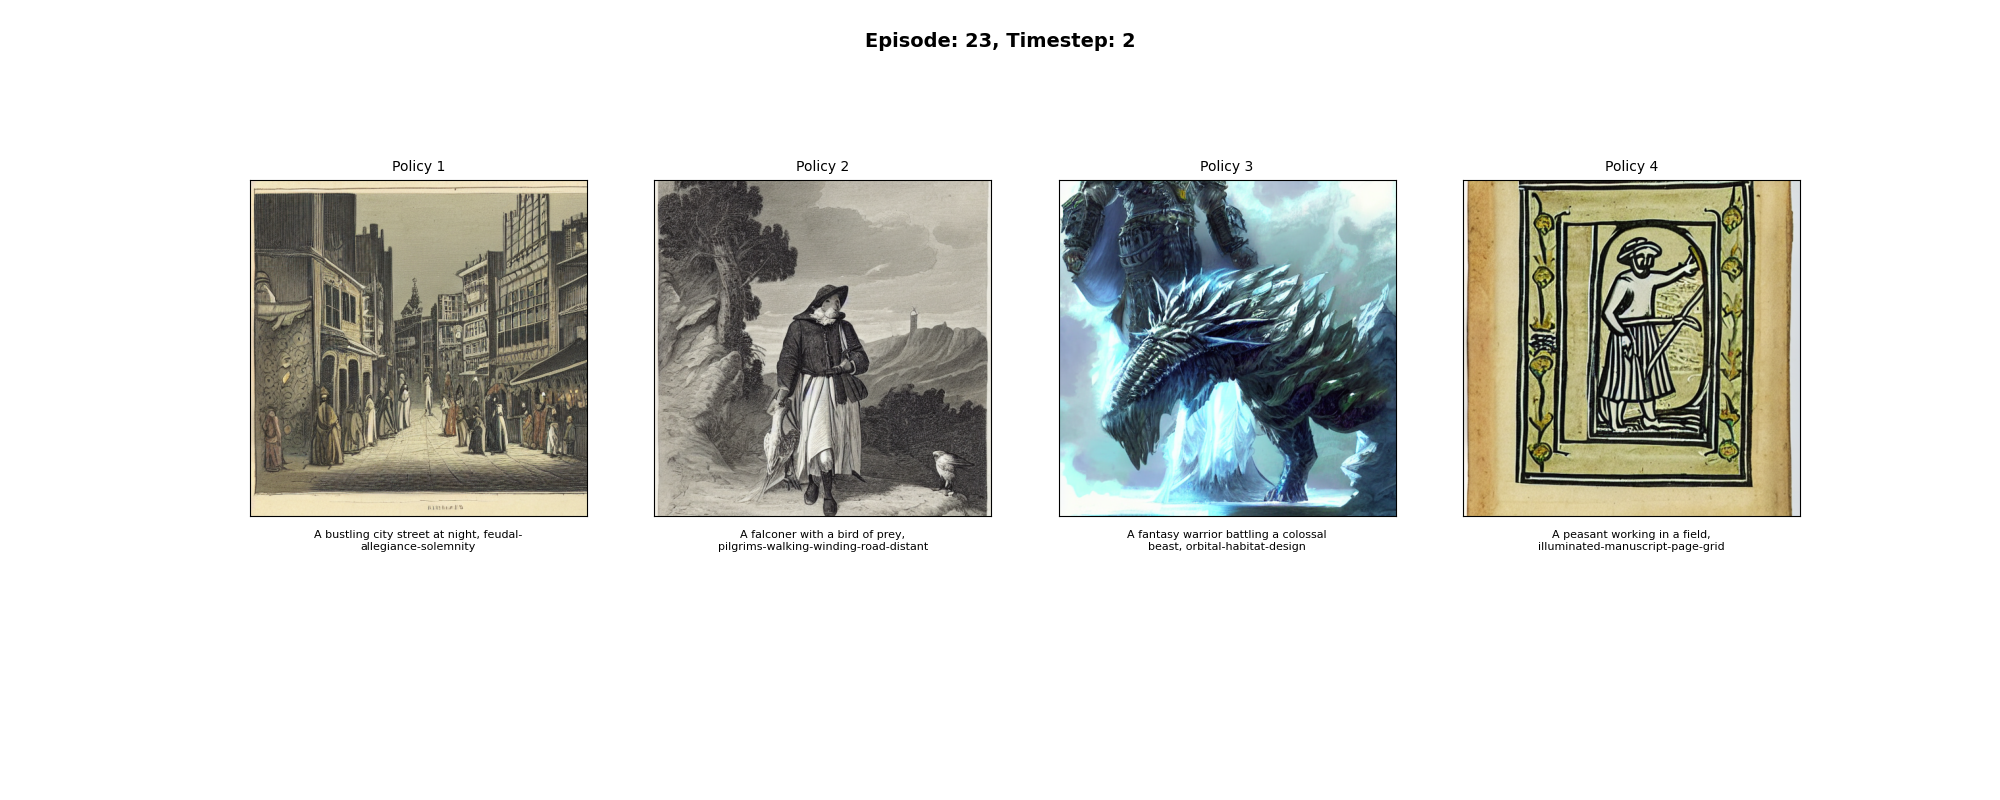 Episode: 23, Timestep: 2
Policy 1
Policy 2
Policy 3
Policy 4
A bustling city street at night, feudal-
allegiance-solemnity
A falconer with a bird of prey,
pilgrims-walking-winding-road-distant
A fantasy warrior battling a colossal
beast, orbital-habitat-design
A peasant working in a field,
illuminated-manuscript-page-grid